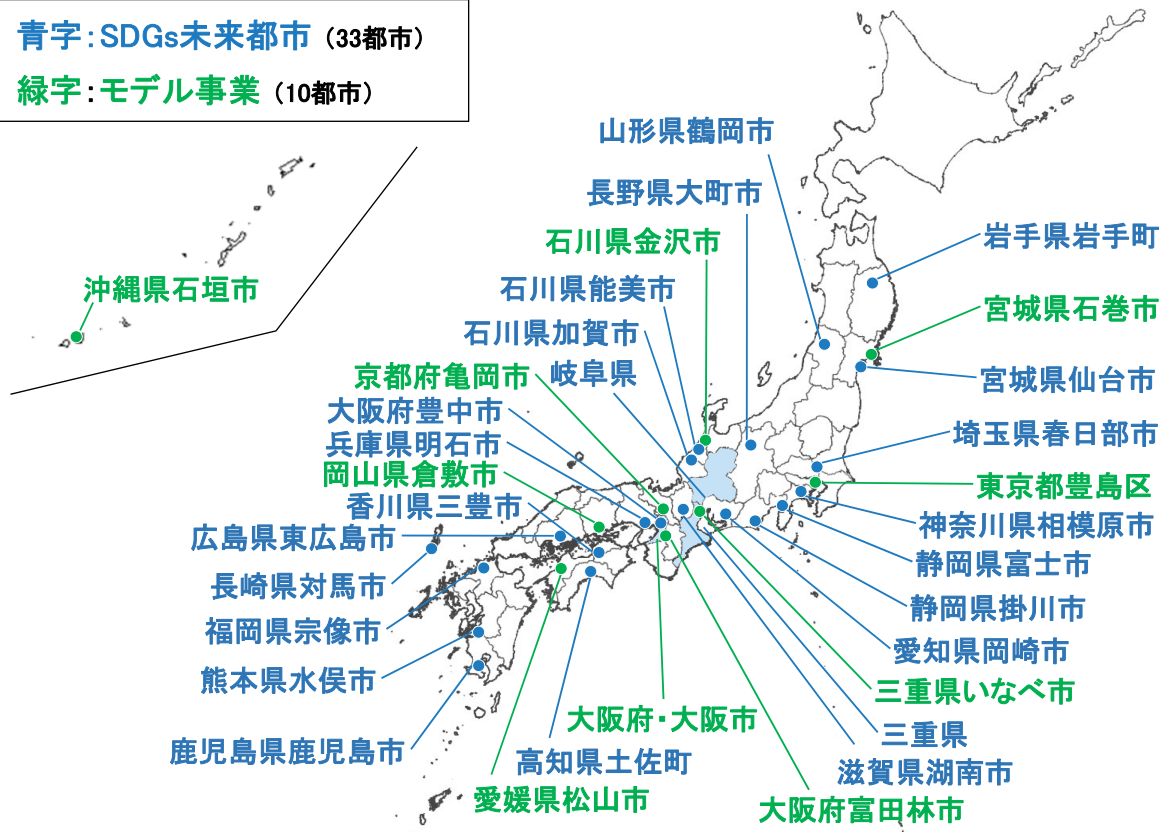 青字：SDGs未来都市（33都市）
緑字：モデル事業（10都市）
山形県鶴岡市
長野県大町市
石川県金沢市
岩手県岩手町
沖縄県石垣市
石川県能美市
宮城県石巻市
石川県加賀市
京都府亀岡市
岐阜県
宮城県仙台市
大阪府豊中市
兵庫県明石市
埼玉県春日部市
岡山県倉敷市
東京都豊島区
香川県三豊市
神奈川県相模原市
広島県東広島市
静岡県富士市
長崎県対馬市
静岡県掛川市
福岡県宗像市
愛知県岡崎市
熊本県水俣市
三重県いなべ市
大阪府・大阪市
三重県
鹿児島県鹿児島市
高知県土佐町
滋賀県湖南市
愛媛県松山市
大阪府富田林市